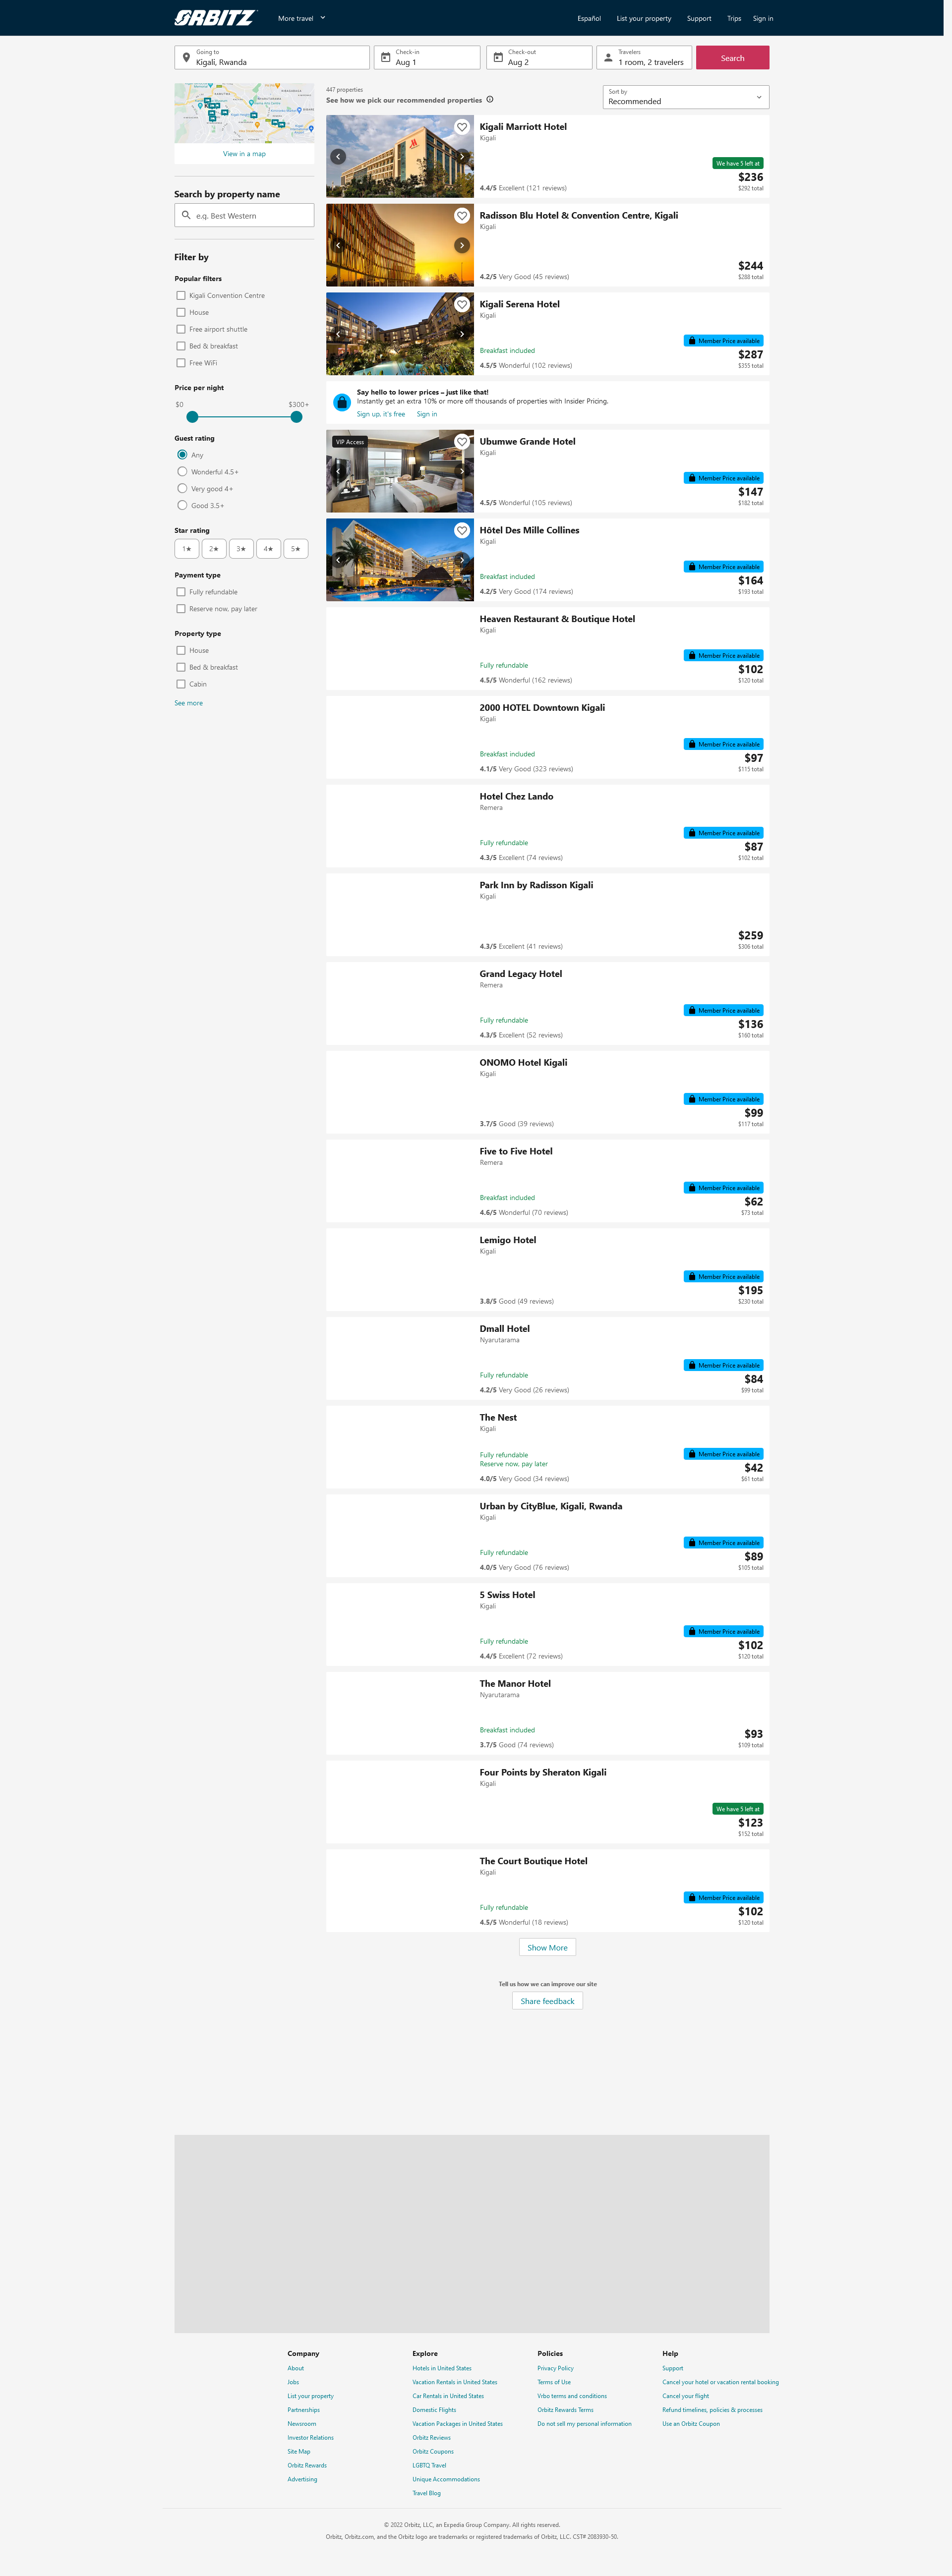 ORBITZ
More travel
Español
List your property
Support
Trips
Sign in
Going to
Kigali, Rwanda
Check-in
Aug 1
Check-out
Aug 2
Travelers
1 room, 2 travelers
Search
View in a map
Search by property name
e.g. Best Western
Filter by
Popular filters
Kigali Convention Centre
House
Free airport shuttle
Bed & breakfast
Free WiFi
Price per night
$0
$300+
Guest rating
Any
Wonderful 4.5+
Very good 4+
Good 3.5+
Star rating
1★
2★
3★
4★
5★
Payment type
Fully refundable
Reserve now, pay later
Property type
House
Bed & breakfast
Cabin
See more
447 properties
See how we pick our recommended properties
Sort by
Recommended
Kigali Marriott Hotel
Kigali
We have 5 left at
$236
4.4/5 Excellent (121 reviews)
$292 total
Radisson Blu Hotel & Convention Centre, Kigali
Kigali
$244
4.2/5 Very Good (45 reviews)
$288 total
Kigali Serena Hotel
Kigali
Member Price available
Breakfast included
$287
4.5/5 Wonderful (102 reviews)
$355 total
Say hello to lower prices – just like that!
Instantly get an extra 10% or more off thousands of properties with Insider Pricing.
Sign up, it's free
Sign in
VIP Access
Ubumwe Grande Hotel
Kigali
Member Price available
$147
4.5/5 Wonderful (105 reviews)
$182 total
Hôtel Des Mille Collines
Kigali
Member Price available
Breakfast included
$164
4.2/5 Very Good (174 reviews)
$193 total
Heaven Restaurant & Boutique Hotel
Kigali
Member Price available
Fully refundable
$102
4.5/5 Wonderful (162 reviews)
$120 total
2000 HOTEL Downtown Kigali
Kigali
Member Price available
Breakfast included
$97
4.1/5 Very Good (323 reviews)
$115 total
Hotel Chez Lando
Remera
Member Price available
Fully refundable
$87
4.3/5 Excellent (74 reviews)
$102 total
Park Inn by Radisson Kigali
Kigali
$259
4.3/5 Excellent (41 reviews)
$306 total
Grand Legacy Hotel
Remera
Member Price available
Fully refundable
$136
4.3/5 Excellent (52 reviews)
$160 total
ONOMO Hotel Kigali
Kigali
Member Price available
$99
3.7/5 Good (39 reviews)
$117 total
Five to Five Hotel
Remera
Member Price available
Breakfast included
$62
4.6/5 Wonderful (70 reviews)
$73 total
Lemigo Hotel
Kigali
Member Price available
$195
3.8/5 Good (49 reviews)
$230 total
Dmall Hotel
Nyarutarama
Member Price available
Fully refundable
$84
4.2/5 Very Good (26 reviews)
$99 total
The Nest
Kigali
Member Price available
Fully refundable
Reserve now, pay later
$42
4.0/5 Very Good (34 reviews)
$61 total
Urban by CityBlue, Kigali, Rwanda
Kigali
Member Price available
Fully refundable
$89
4.0/5 Very Good (76 reviews)
$105 total
5 Swiss Hotel
Kigali
Member Price available
Fully refundable
$102
4.4/5 Excellent (72 reviews)
$120 total
The Manor Hotel
Nyarutarama
Breakfast included
$93
3.7/5 Good (74 reviews)
$109 total
Four Points by Sheraton Kigali
Kigali
We have 5 left at
$123
$152 total
The Court Boutique Hotel
Kigali
Member Price available
Fully refundable
$102
4.5/5 Wonderful (18 reviews)
$120 total
Show More
Tell us how we can improve our site
Share feedback
Company
About
Jobs
List your property
Partnerships
Newsroom
Investor Relations
Site Map
Orbitz Rewards
Advertising
Explore
Hotels in United States
Vacation Rentals in United States
Car Rentals in United States
Domestic Flights
Vacation Packages in United States
Orbitz Reviews
Orbitz Coupons
LGBTQ Travel
Unique Accommodations
Travel Blog
Policies
Privacy Policy
Terms of Use
Vrbo terms and conditions
Orbitz Rewards Terms
Do not sell my personal information
Help
Support
Cancel your hotel or vacation rental booking
Cancel your flight
Refund timelines, policies & processes
Use an Orbitz Coupon
© 2022 Orbitz, LLC, an Expedia Group Company. All rights reserved.
Orbitz, Orbitz.com, and the Orbitz logo are trademarks or registered trademarks of Orbitz, LLC. CST# 2083930-50.